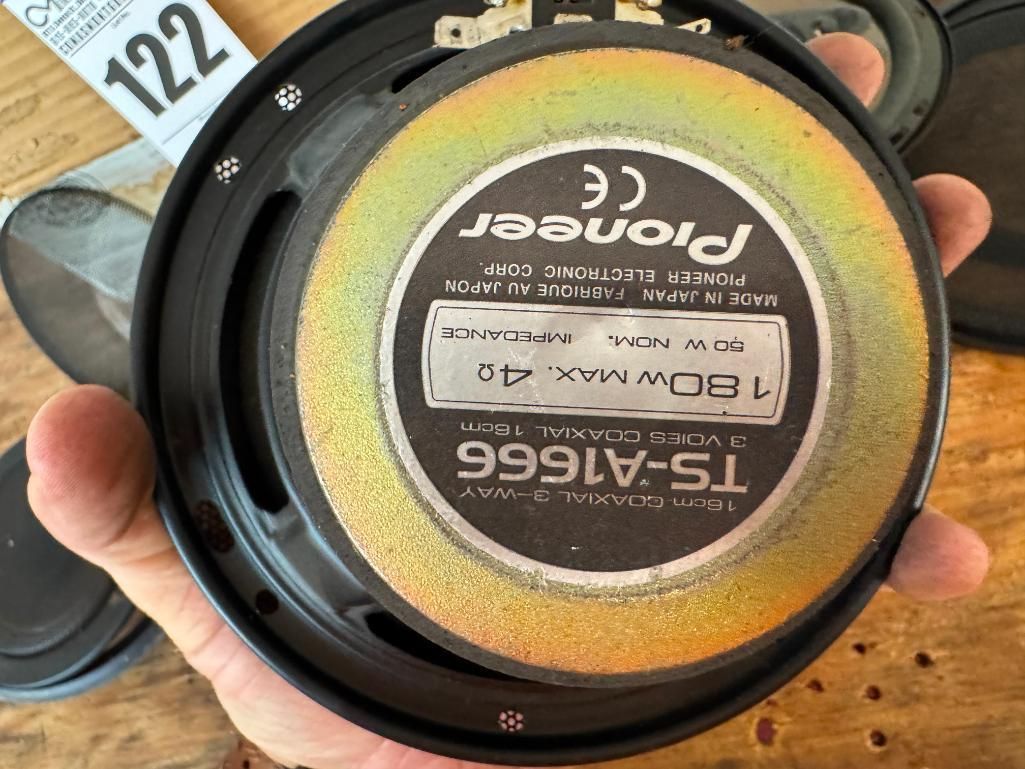 122
16cm COAXIAL 3-WAY
TS-A1666
3 VOIES COAXIAL 16cm
180W MAX. 4Ω
50 W NOM. IMPEDANCE
MADE IN JAPAN FABRIQUE AU JAPON
PIONEER ELECTRONIC CORP.
Pioneer
CE